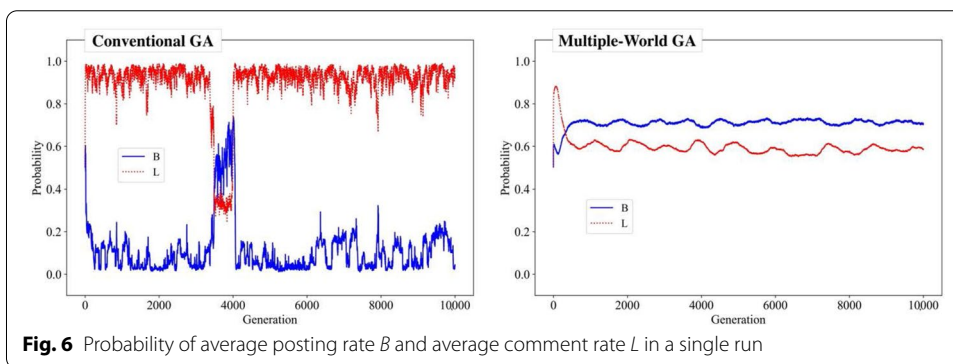 Conventional GA
1.0
0.8
0.6
0.4
0.2
0.0
Probability
B
L
0
2000
4000
6000
8000
10000
Generation
Multiple-World GA
1.0
0.8
0.6
0.4
0.2
0.0
Probability
B
L
0
2000
4000
6000
8000
10000
Generation
Fig. 6 Probability of average posting rate B and average comment rate L in a single run